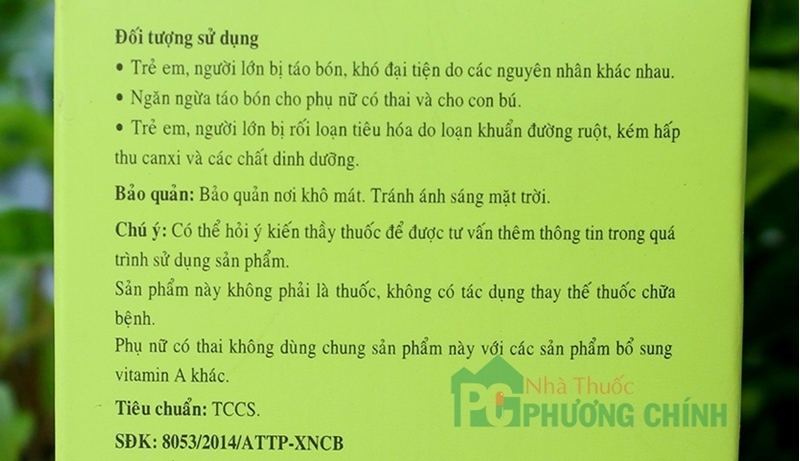 Đối tượng sử dụng
• Trẻ em, người lớn bị táo bón, khó đại tiện do các nguyên nhân khác nhau.
• Ngăn ngừa táo bón cho phụ nữ có thai và cho con bú.
• Trẻ em, người lớn bị rối loạn tiêu hóa do loạn khuẩn đường ruột, kém hấp
thu canxi và các chất dinh dưỡng.
Bảo quản: Bảo quản nơi khô mát. Tránh ánh sáng mặt trời.
Chú ý: Có thể hỏi ý kiến thầy thuốc để được tư vấn thêm thông tin trong quá
trình sử dụng sản phẩm.
Sản phẩm này không phải là thuốc, không có tác dụng thay thế thuốc chữa
bệnh.
Phụ nữ có thai không dùng chung sản phẩm này với các sản phẩm bổ sung
vitamin A khác.
Tiêu chuẩn: TCCS.
SĐK: 8053/2014/ATTP-XNCB
PC
Nhà Thuốc
PHƯƠNG CHÍNH